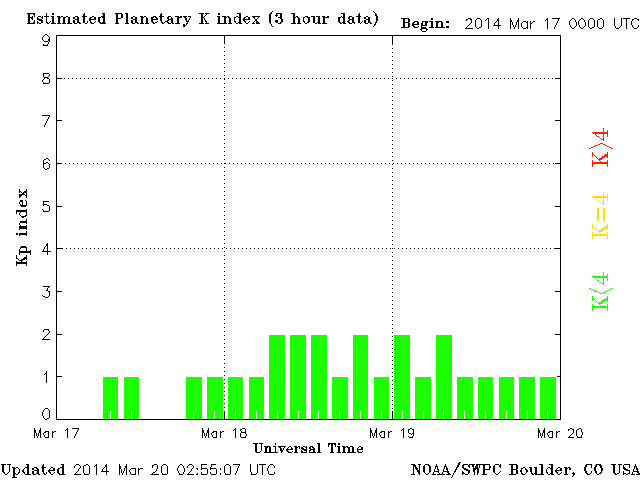 Estimated Planetary K index (3 hour data) Begin: 2014 Mar 17 0000 UTC
9
8
7
6
5
4
3
2
1
0
Kp index
K>4
K=4
K<4
Mar 17 Mar 18 Mar 19 Mar 20
Universal Time
Updated 2014 Mar 20 02:55:07 UTC NOAA/SWPC Boulder, CO USA